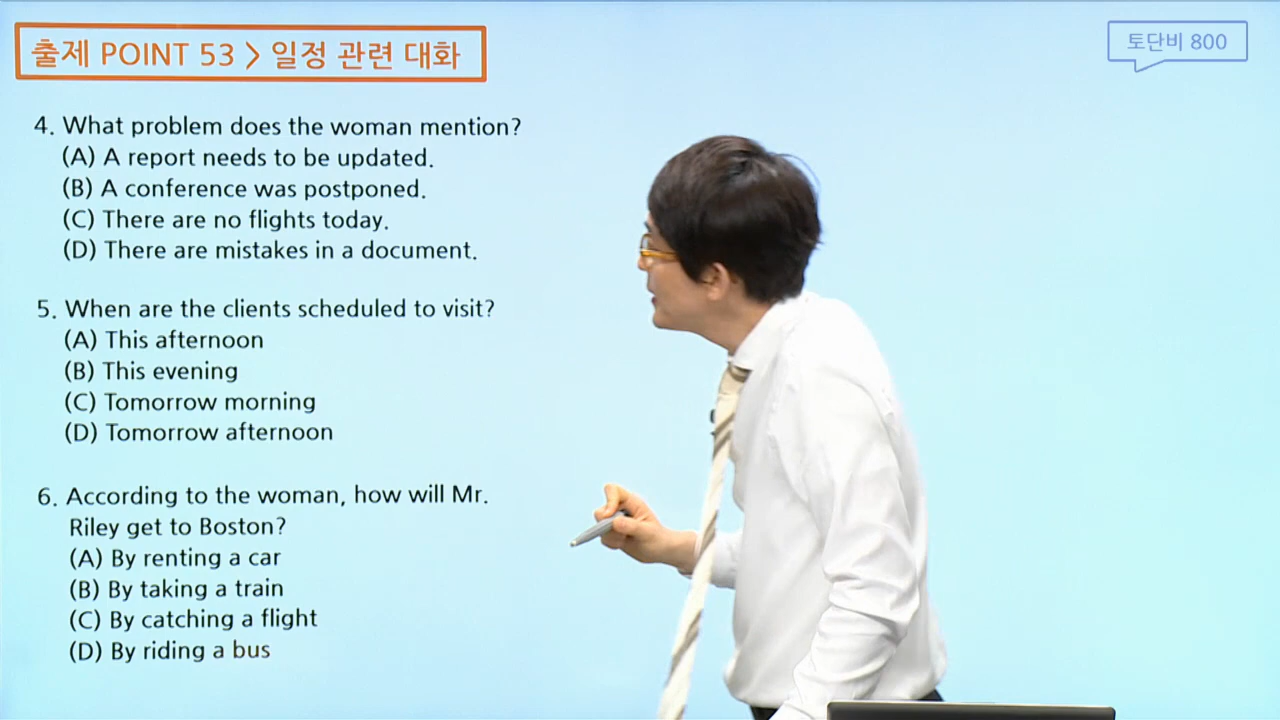 출제 POINT 53 > 일정 관련 대화
토단비 800
4. What problem does the woman mention?
(A) A report needs to be updated.
(B) A conference was postponed.
(C) There are no flights today.
(D) There are mistakes in a document.
5. When are the clients scheduled to visit?
(A) This afternoon
(B) This evening
(C) Tomorrow morning
(D) Tomorrow afternoon
6. According to the woman, how will Mr.
Riley get to Boston?
(A) By renting a car
(B) By taking a train
(C) By catching a flight
(D) By riding a bus